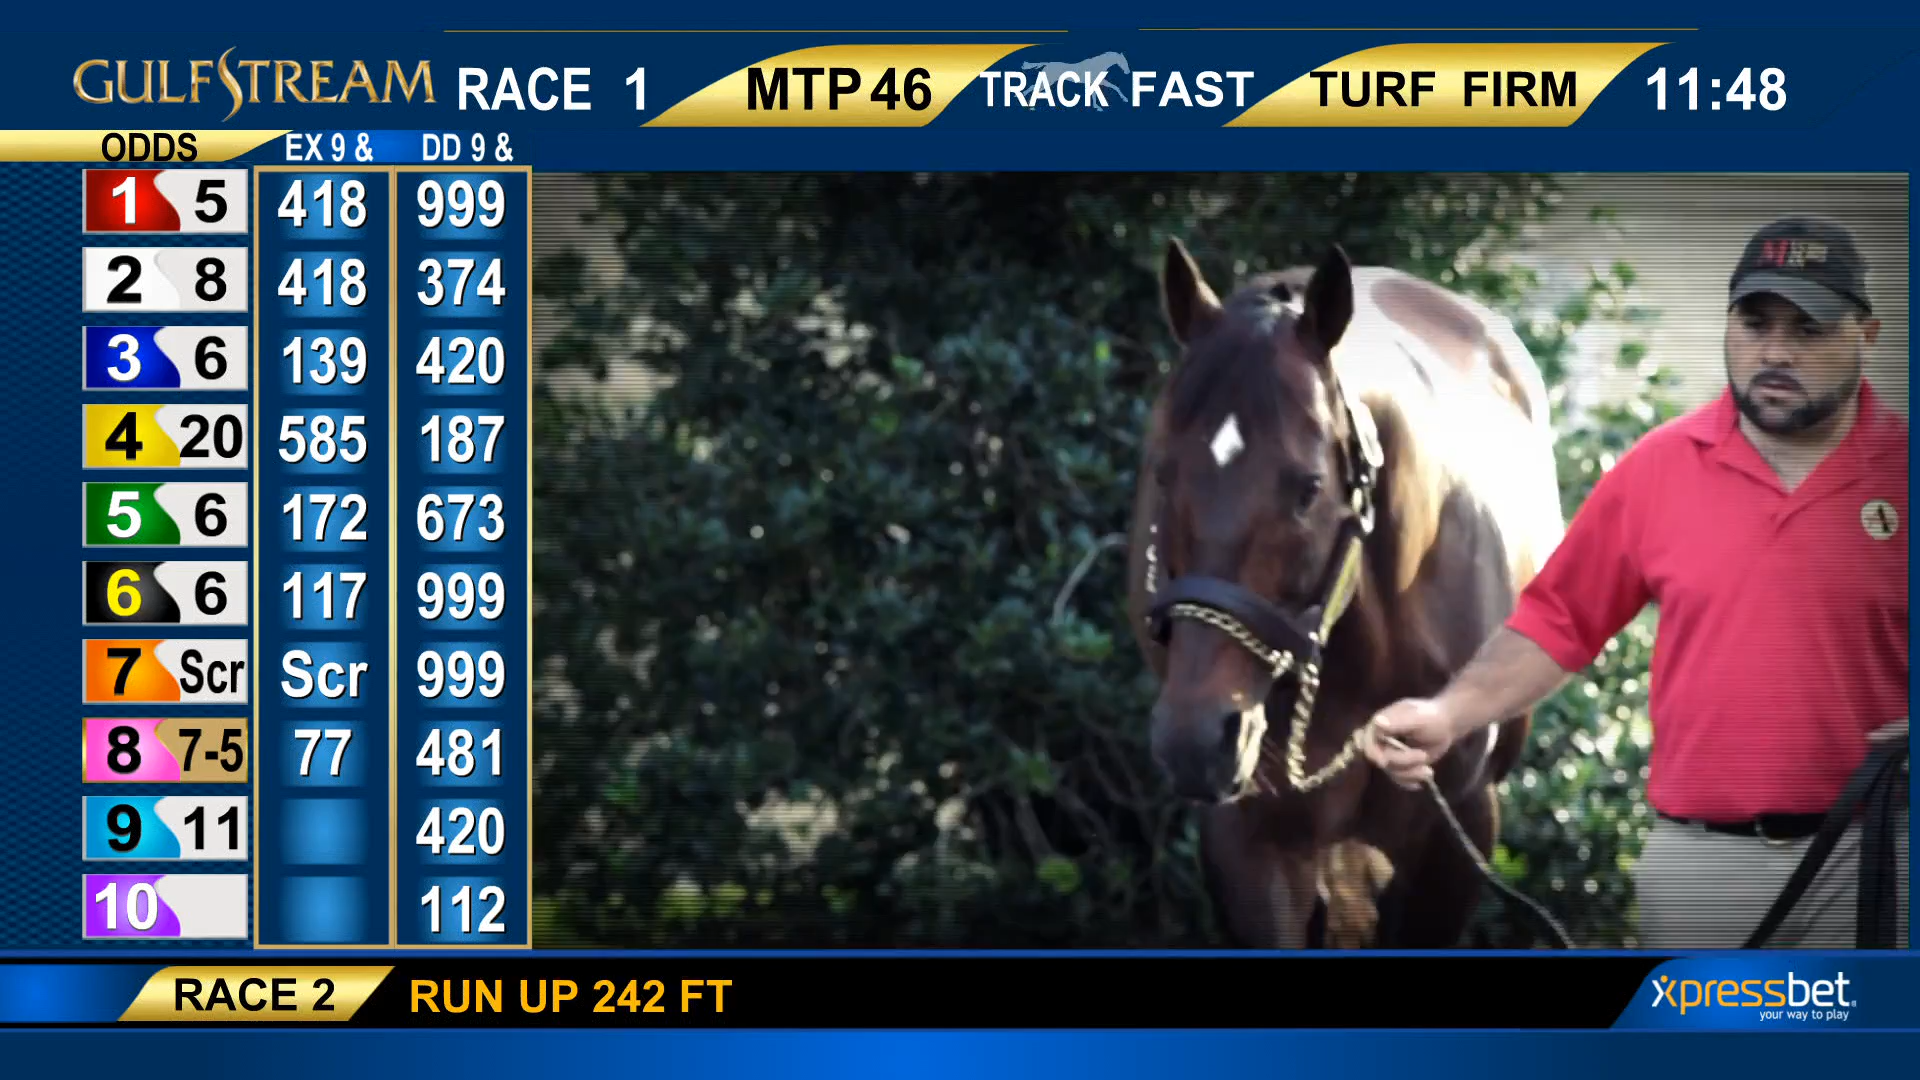 GULFSTREAM RACE 1 MTP 46 TRACK FAST TURF FIRM 11:48
ODDS EX 9 & DD 9 &
1 5 418 999
2 8 418 374
3 6 139 420
4 20 585 187
5 6 172 673
6 6 117 999
7 Scr Scr 999
8 7-5 77 481
9 11 420
10 112
RACE 2 RUN UP 242 FT xpressbet
your way to play